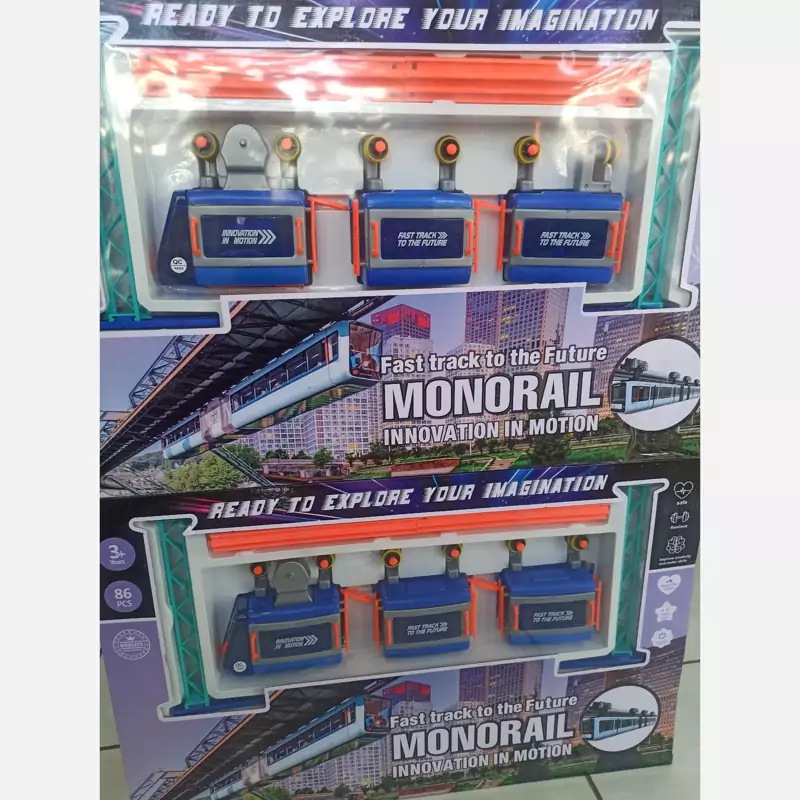 READY TO EXPLORE YOUR IMAGINATION
INNOVATION
IN MOTION
FAST TRACK
TO THE FUTURE
FAST TRACK
TO THE FUTURE
QC
Fast track to the Future
MONORAIL
INNOVATION IN MOTION
READY TO EXPLORE YOUR IMAGINATION
3+
Years
86
PCS
Safe
INNOVATION
IN MOTION
FAST TRACK
TO THE FUTURE
FAST TRACK
TO THE FUTURE
Fast track to the Future
MONORAIL
INNOVATION IN MOTION